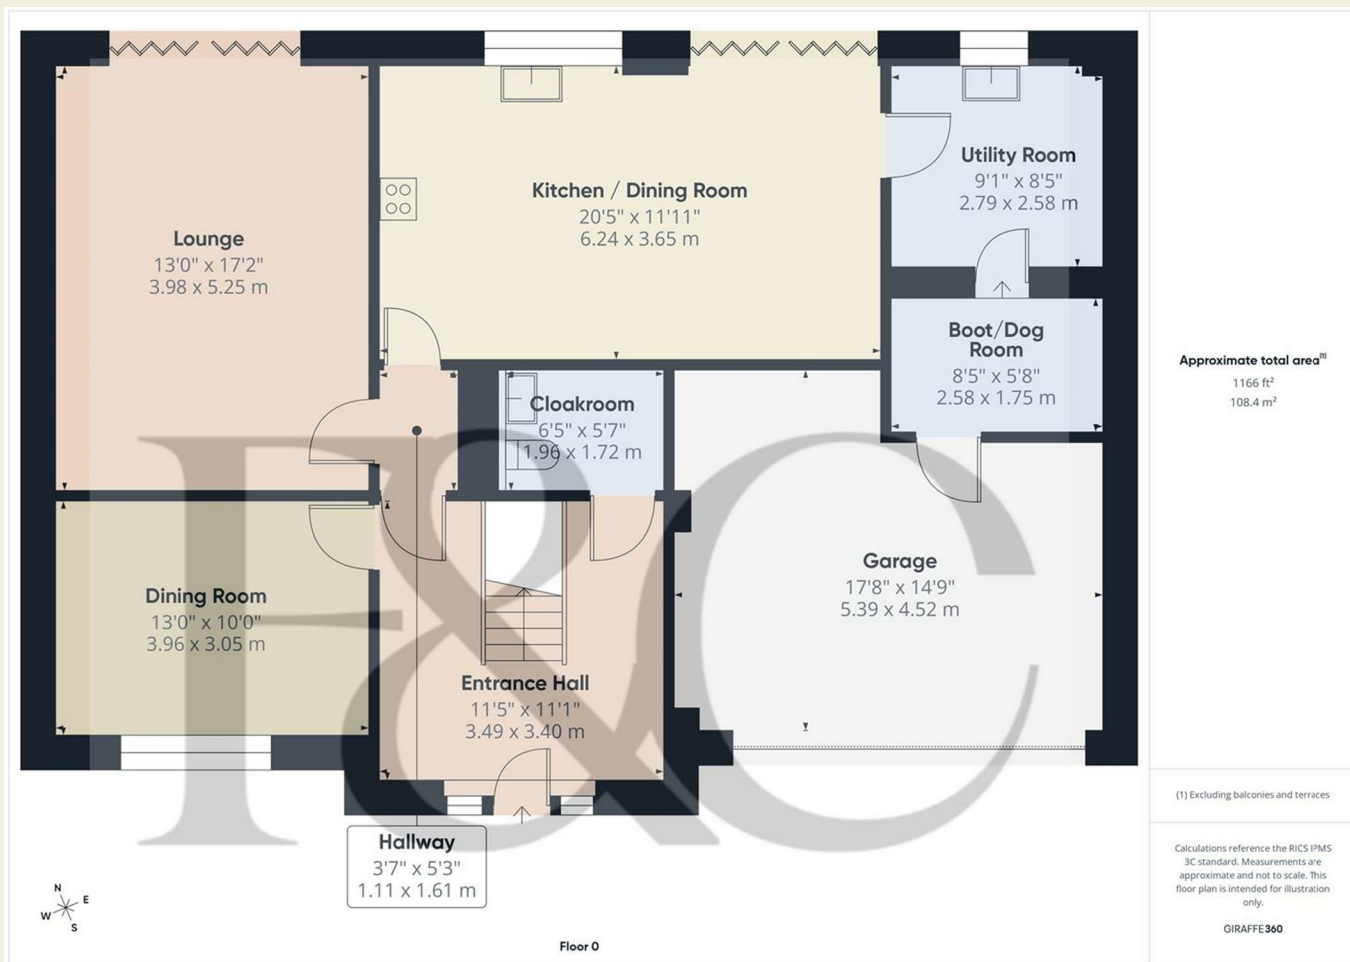 Lounge
13'0" x 17'2"
3.98 x 5.25 m
Kitchen / Dining Room
20'5" x 11'11"
6.24 x 3.65 m
Utility Room
9'1" x 8'5"
2.79 x 2.58 m
Boot/Dog
Room
8'5" x 5'8"
2.58 x 1.75 m
Cloakroom
6'5" x 5'7"
1.96 x 1.72 m
Dining Room
13'0" x 10'0"
3.96 x 3.05 m
Entrance Hall
11'5" x 11'1"
3.49 x 3.40 m
Garage
17'8" x 14'9"
5.39 x 4.52 m
Hallway
3'7" x 5'3"
1.11 x 1.61 m
F&C
N
E
W
S
Floor 0
Approximate total area(1)
1166 ft²
108.4 m²
(1) Excluding balconies and terraces
Calculations reference the RICS IPMS
3C standard. Measurements are
approximate and not to scale. This
floor plan is intended for illustration
only.
GIRAFFE360